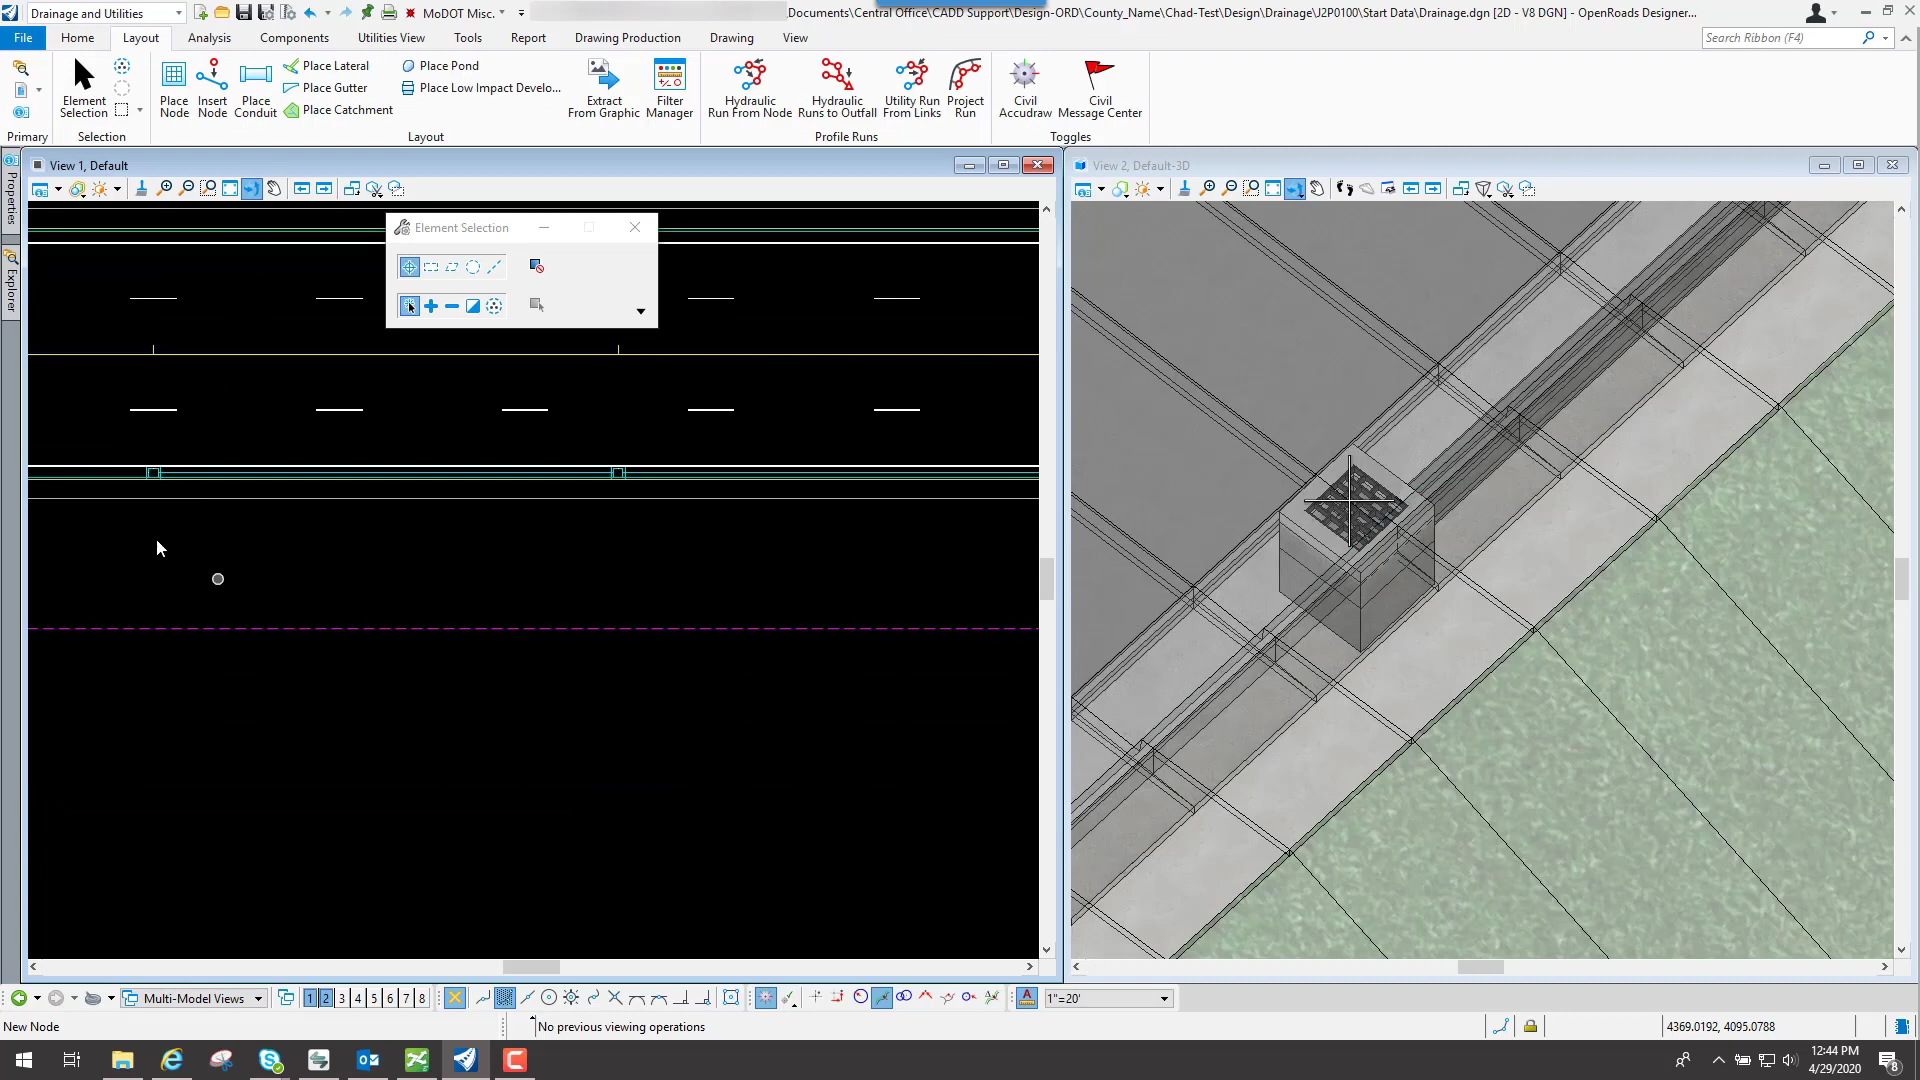 Drainage and Utilities
MoDOT Misc.
Documents\Central Office\CADD Support\Design-ORD\County_Name\Chad-Test\Design\Drainage\J2P0100\Start Data\Drainage.dgn [2D - V8 DGN] - OpenRoads Designer...
File
Home
Layout
Analysis
Components
Utilities View
Tools
Report
Drawing Production
Drawing
View
Search Ribbon (F4)
Element Selection
Place Node
Insert Node
Place Conduit
Place Lateral
Place Gutter
Place Catchment
Place Pond
Place Low Impact Develo...
Extract From Graphic
Filter Manager
Hydraulic Run From Node
Hydraulic Runs to Outfall
Utility Run From Links
Project Run
Civil Accudraw
Civil Message Center
Primary
Selection
Layout
Profile Runs
Toggles
Properties
Explorer
View 1, Default
View 2, Default-3D
Element Selection
Multi-Model Views
1 2 3 4 5 6 7 8
1"=20'
New Node
No previous viewing operations
4369.0192, 4095.0788
12:44 PM
4/29/2020
8